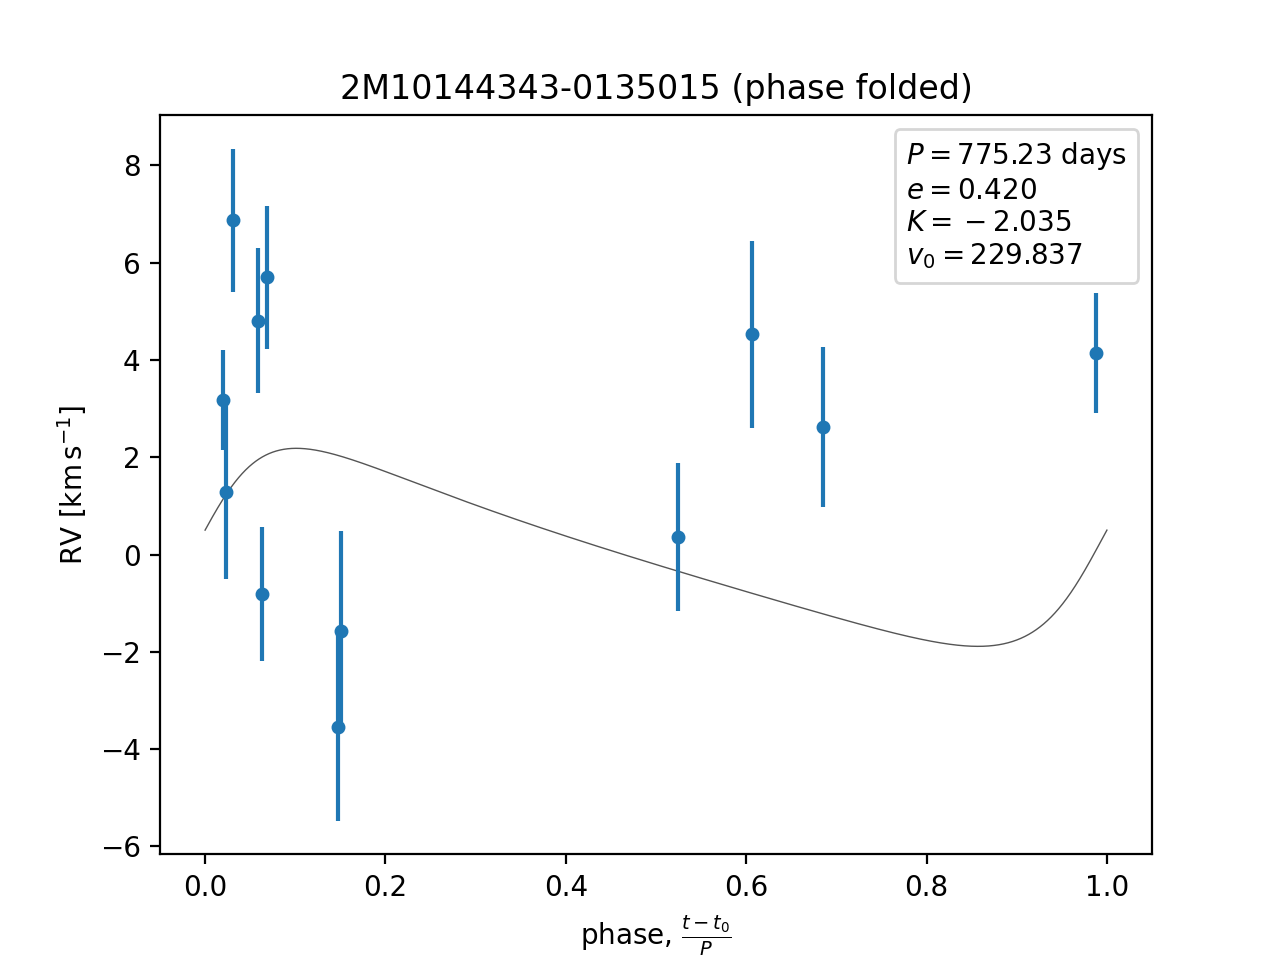 2M10144343-0135015 (phase folded)
P = 775.23 days
e = 0.420
K = −2.035
v₀ = 229.837
RV [km s⁻¹]
8
6
4
2
0
−2
−4
−6
0.0 0.2 0.4 0.6 0.8 1.0
phase, (t − t₀)/P